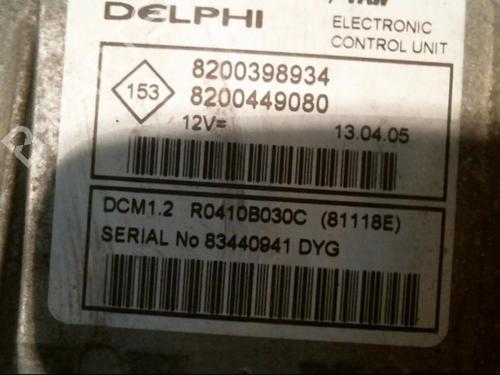 DELPHI
ELECTRONIC
CONTROL UNIT
153
8200398934
8200449080
12V=
13.04.05
DCM1.2 R0410B030C (81118E)
SERIAL No 83440941 DYG